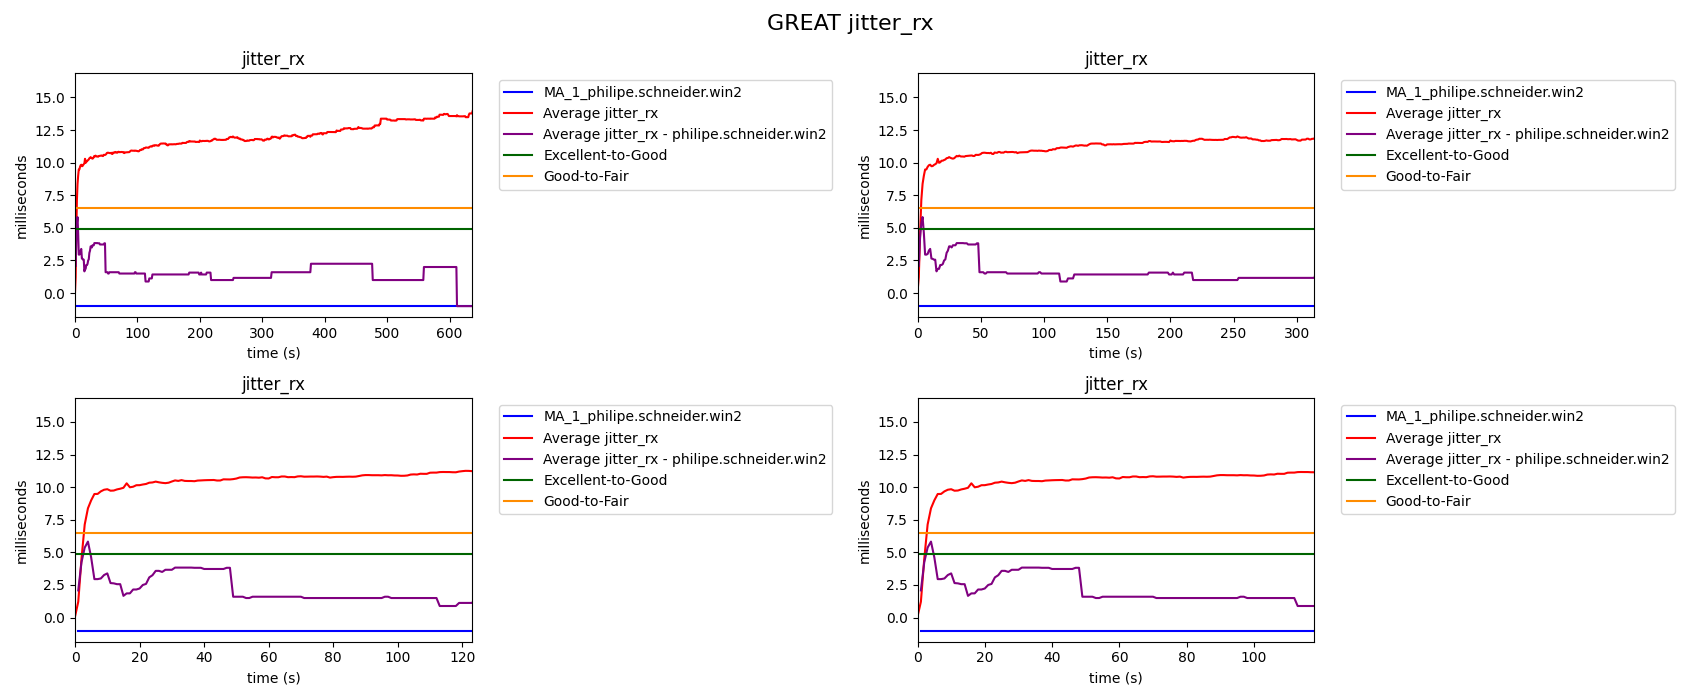 GREAT jitter_rx
jitter_rx
milliseconds
15.0
12.5
10.0
7.5
5.0
2.5
0.0
0 100 200 300 400 500 600
time (s)
MA_1_philipe.schneider.win2
Average jitter_rx
Average jitter_rx - philipe.schneider.win2
Excellent-to-Good
Good-to-Fair
jitter_rx
milliseconds
15.0
12.5
10.0
7.5
5.0
2.5
0.0
0 50 100 150 200 250 300
time (s)
MA_1_philipe.schneider.win2
Average jitter_rx
Average jitter_rx - philipe.schneider.win2
Excellent-to-Good
Good-to-Fair
jitter_rx
milliseconds
15.0
12.5
10.0
7.5
5.0
2.5
0.0
0 20 40 60 80 100 120
time (s)
MA_1_philipe.schneider.win2
Average jitter_rx
Average jitter_rx - philipe.schneider.win2
Excellent-to-Good
Good-to-Fair
jitter_rx
milliseconds
15.0
12.5
10.0
7.5
5.0
2.5
0.0
0 20 40 60 80 100
time (s)
MA_1_philipe.schneider.win2
Average jitter_rx
Average jitter_rx - philipe.schneider.win2
Excellent-to-Good
Good-to-Fair